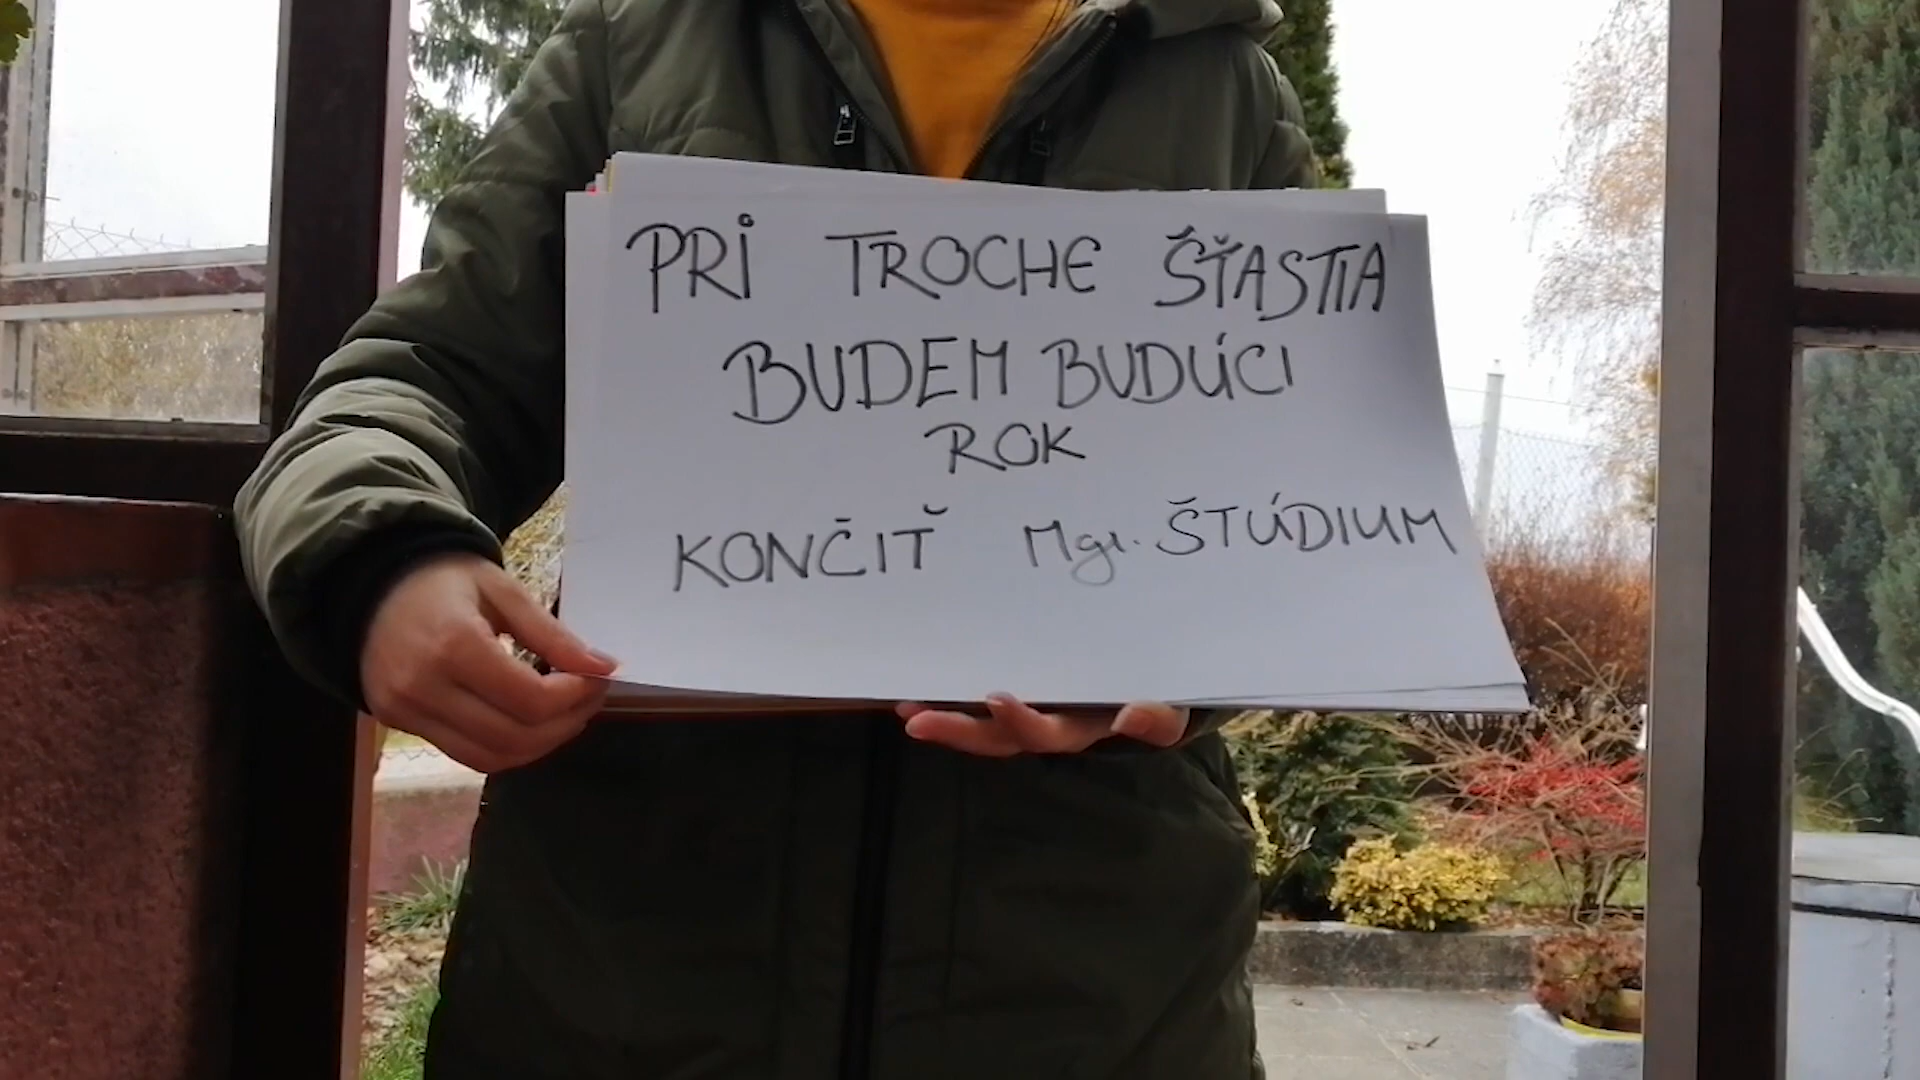 PRI TROCHE ŠŤASTIA
BUDEM BUDÚCI
ROK
KONČIŤ Mgr. ŠTÚDIUM